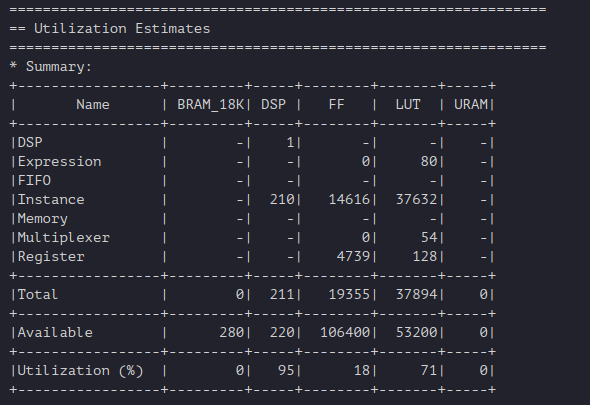 ================================================================
== Utilization Estimates
================================================================
* Summary:
+-----------------+---------+-----+--------+-------+-----+
|       Name      | BRAM_18K| DSP |   FF   |  LUT  | URAM|
+-----------------+---------+-----+--------+-------+-----+
|DSP              |        -|    1|       -|      -|    -|
|Expression       |        -|    -|       0|     80|    -|
|FIFO             |        -|    -|       -|      -|    -|
|Instance         |        -|  210|   14616|  37632|    -|
|Memory           |        -|    -|       -|      -|    -|
|Multiplexer      |        -|    -|       0|     54|    -|
|Register         |        -|    -|    4739|    128|    -|
+-----------------+---------+-----+--------+-------+-----+
|Total            |        0|  211|   19355|  37894|    0|
+-----------------+---------+-----+--------+-------+-----+
|Available        |      280|  220|  106400|  53200|    0|
+-----------------+---------+-----+--------+-------+-----+
|Utilization (%)  |        0|   95|      18|     71|    0|
+-----------------+---------+-----+--------+-------+-----+